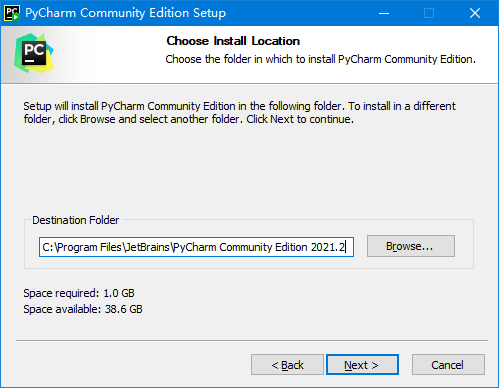 PyCharm Community Edition Setup
PC
Choose Install Location
Choose the folder in which to install PyCharm Community Edition.
Setup will install PyCharm Community Edition in the following folder. To install in a different
folder, click Browse and select another folder. Click Next to continue.
Destination Folder
C:\Program Files\JetBrains\PyCharm Community Edition 2021.2
Browse...
Space required: 1.0 GB
Space available: 38.6 GB
< Back
Next >
Cancel